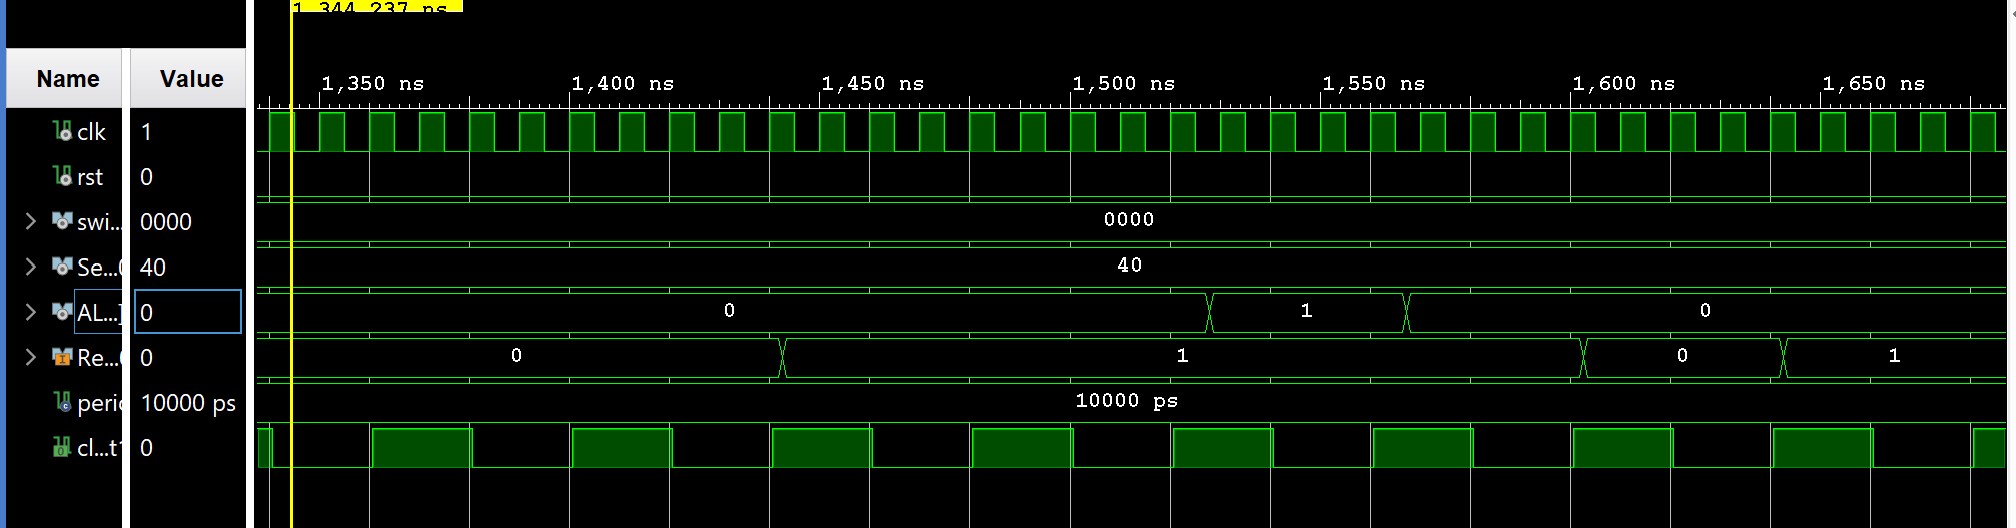 1,344.237 ns
Name Value
1,350 ns 1,400 ns 1,450 ns 1,500 ns 1,550 ns 1,600 ns 1,650 ns
clk 1
rst 0
swi... 0000 0000
Se... 40 40
AL...] 0 0 1 0
Re... 0 0 1 0 1
peri 10000 ps 10000 ps
cl...t 0